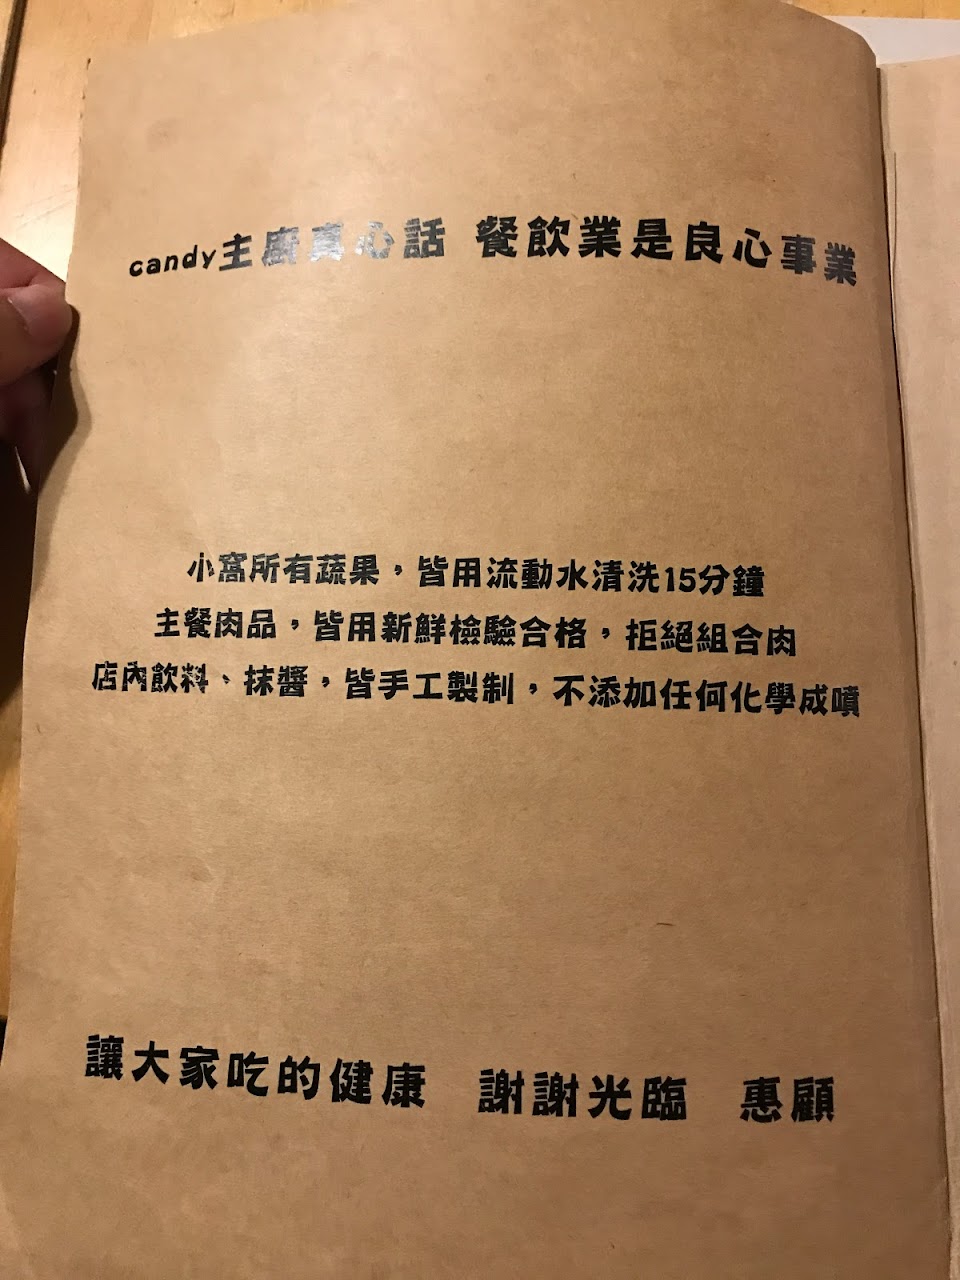 candy主廚真心話 餐飲業是良心事業
小窩所有蔬果，皆用流動水清洗15分鐘
主餐肉品，皆用新鮮檢驗合格，拒絕組合肉
店內飲料、抹醬，皆手工製制，不添加任何化學成噴
讓大家吃的健康 謝謝光臨 惠顧